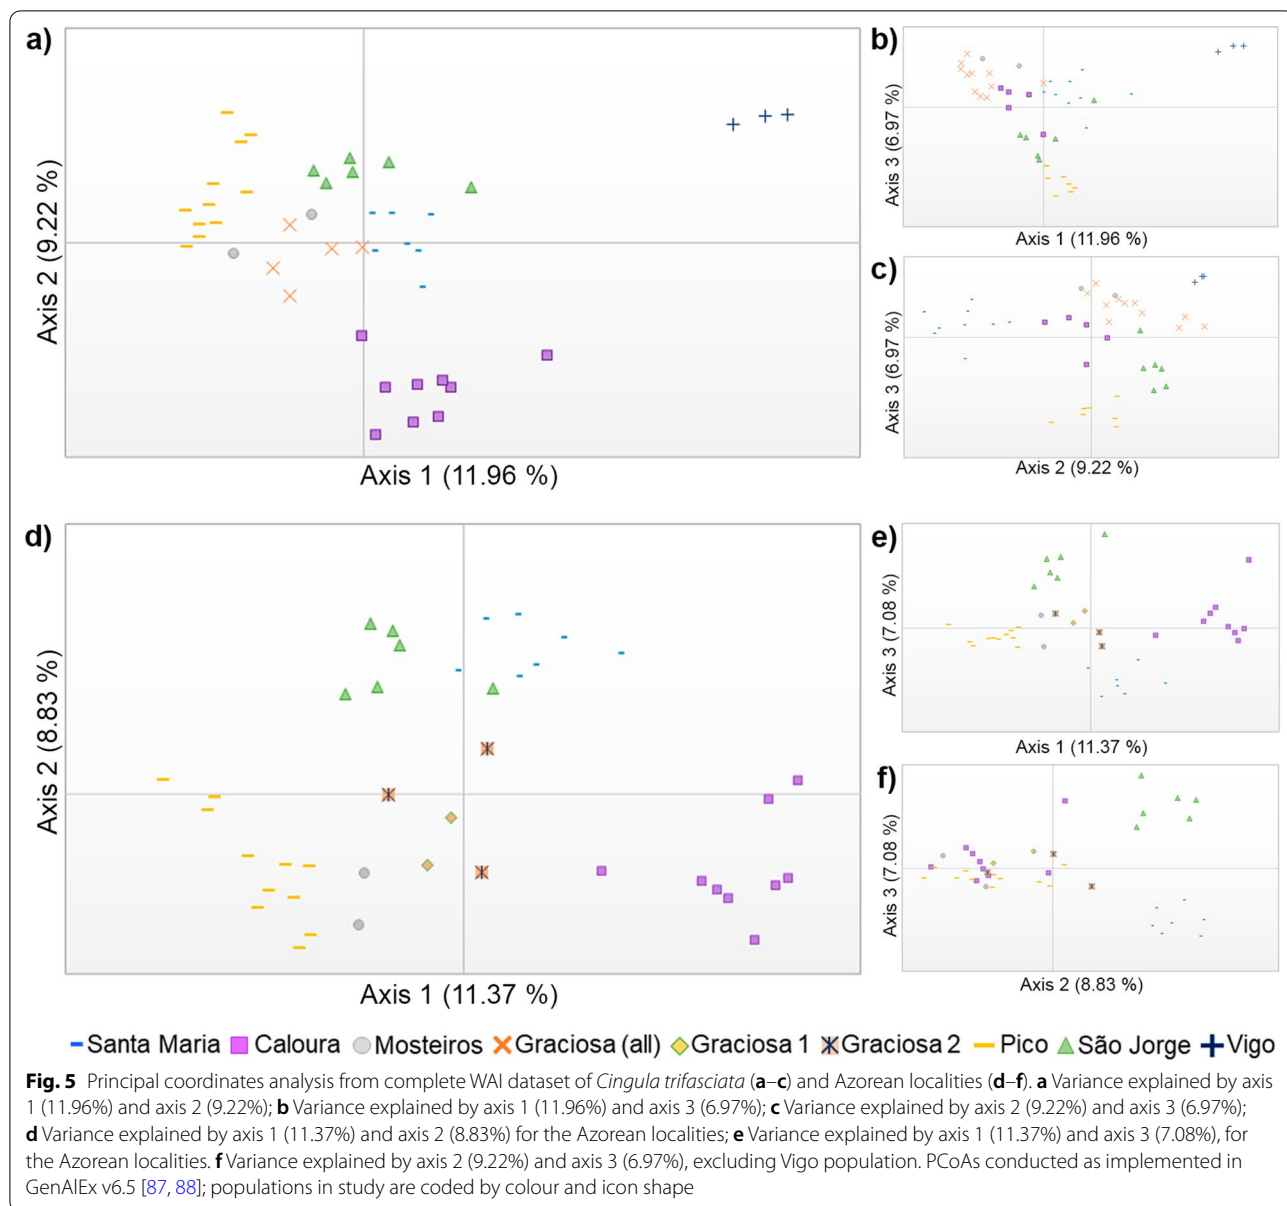 a)
Axis 2 (9.22 %)
Axis 1 (11.96 %)
b)
Axis 3 (6.97 %)
Axis 1 (11.96 %)
c)
Axis 3 (6.97 %)
Axis 2 (9.22 %)
d)
Axis 2 (8.83 %)
Axis 1 (11.37 %)
e)
Axis 3 (7.08 %)
Axis 1 (11.37 %)
f)
Axis 3 (7.08 %)
Axis 2 (8.83 %)
Santa Maria Caloura Mosteiros Graciosa (all) Graciosa 1 Graciosa 2 Pico São Jorge Vigo
Fig. 5 Principal coordinates analysis from complete WAI dataset of Cingula trifasciata (a–c) and Azorean localities (d–f). a Variance explained by axis
1 (11.96%) and axis 2 (9.22%); b Variance explained by axis 1 (11.96%) and axis 3 (6.97%); c Variance explained by axis 2 (9.22%) and axis 3 (6.97%);
d Variance explained by axis 1 (11.37%) and axis 2 (8.83%) for the Azorean localities; e Variance explained by axis 1 (11.37%) and axis 3 (7.08%), for
the Azorean localities. f Variance explained by axis 2 (9.22%) and axis 3 (6.97%), excluding Vigo population. PCoAs conducted as implemented in
GenAlEx v6.5 [87, 88]; populations in study are coded by colour and icon shape